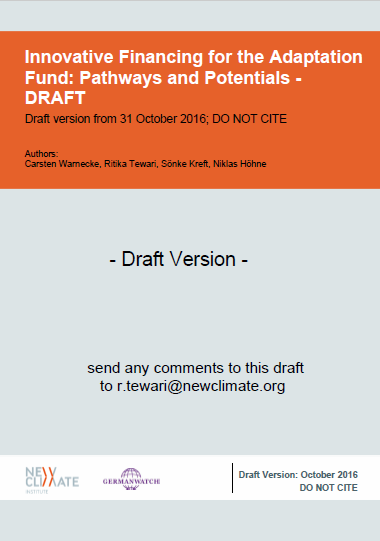 Innovative Financing for the Adaptation
Fund: Pathways and Potentials -
DRAFT
Draft version from 31 October 2016; DO NOT CITE
Authors:
Carsten Warnecke, Ritika Tewari, Sönke Kreft, Niklas Höhne
- Draft Version -
send any comments to this draft
to r.tewari@newclimate.org
NEW
CLIMATE
INSTITUTE
GERMANWATCH
Draft Version: October 2016
DO NOT CITE